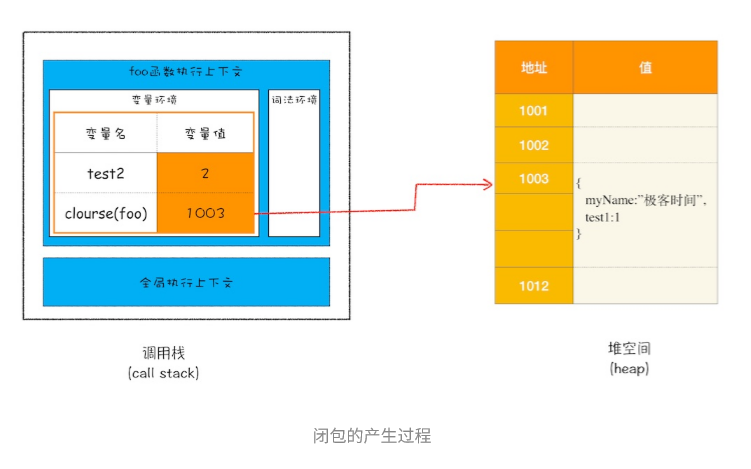 foo函数执行上下文
变量环境
词法环境
变量名
变量值
test2
2
clourse(foo)
1003
全局执行上下文
调用栈
(call stack)
地址
值
1001
1002
1003
{
myName:"极客时间",
test1:1
}
1012
堆空间
(heap)
闭包的产生过程